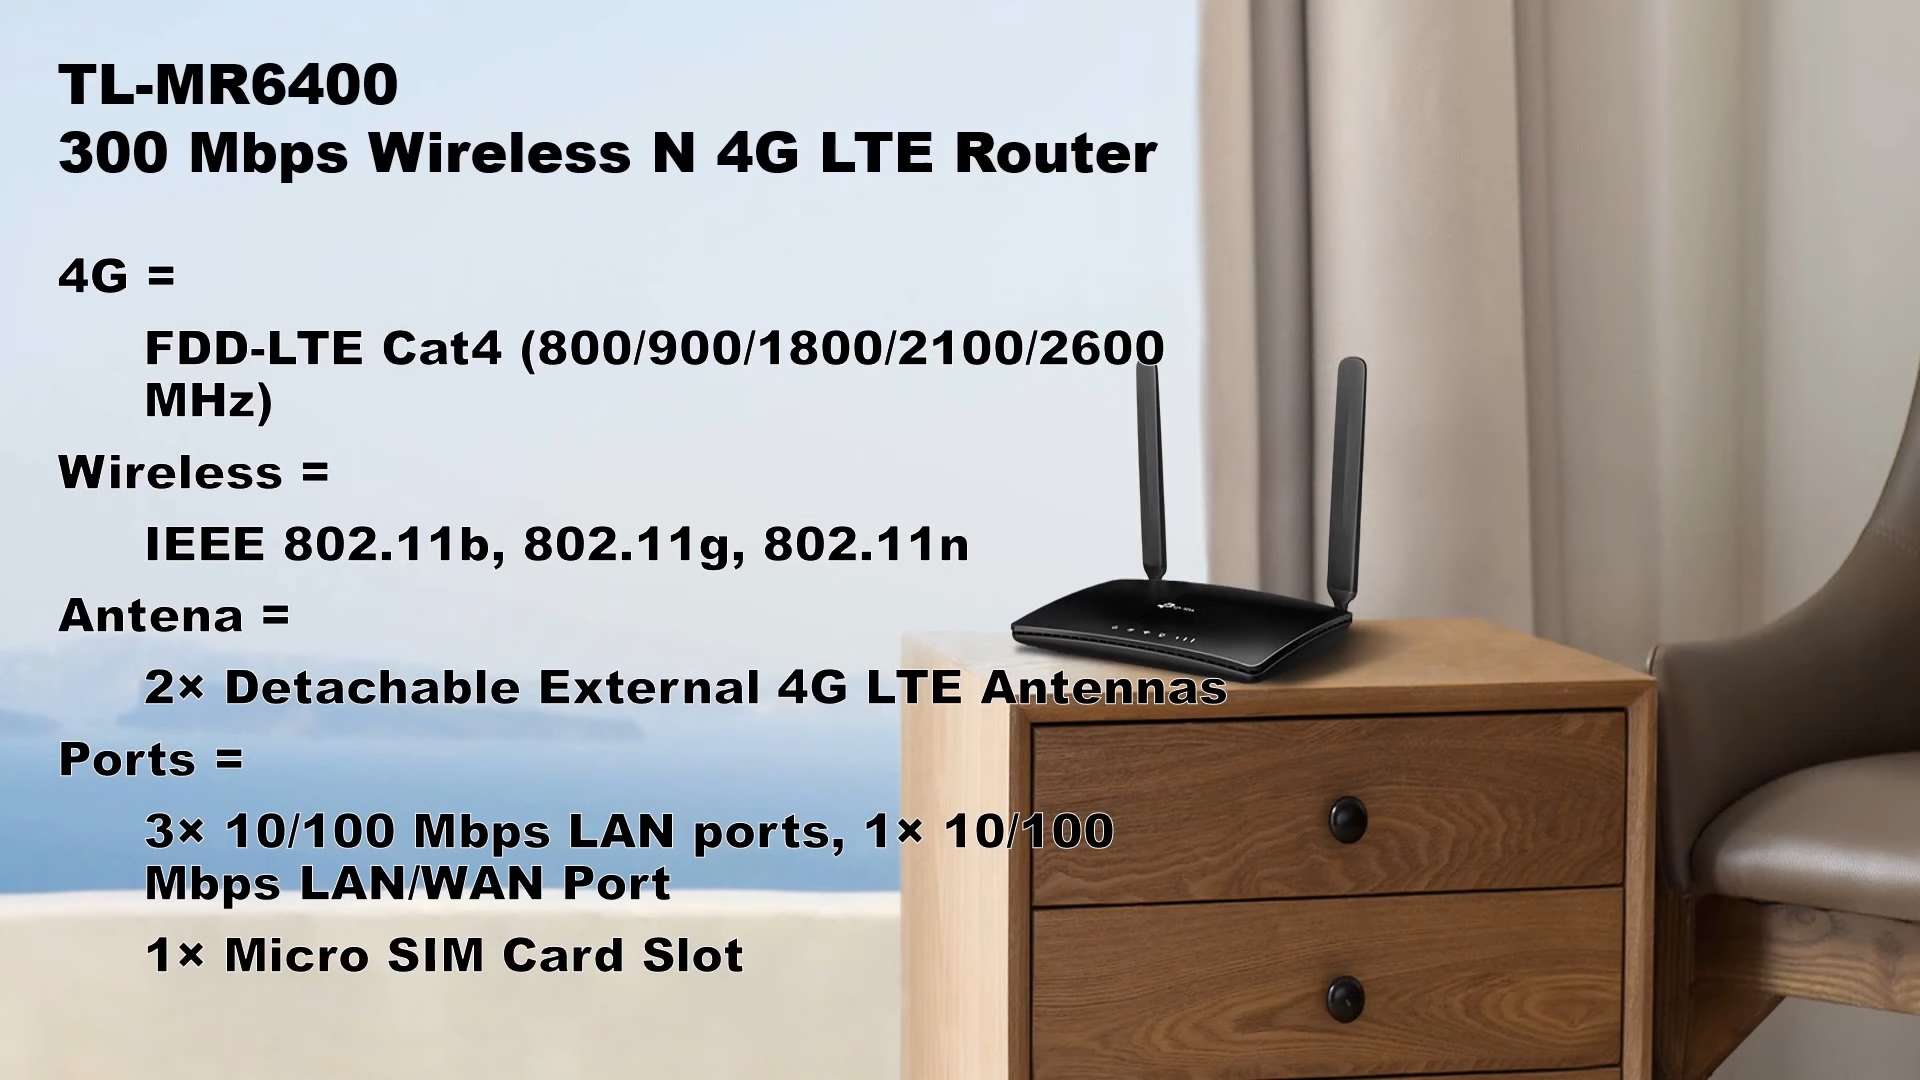 TL-MR6400
300 Mbps Wireless N 4G LTE Router
4G =
FDD-LTE Cat4 (800/900/1800/2100/2600
MHz)
Wireless =
IEEE 802.11b, 802.11g, 802.11n
Antena =
2× Detachable External 4G LTE Antennas
Ports =
3× 10/100 Mbps LAN ports, 1× 10/100
Mbps LAN/WAN Port
1× Micro SIM Card Slot